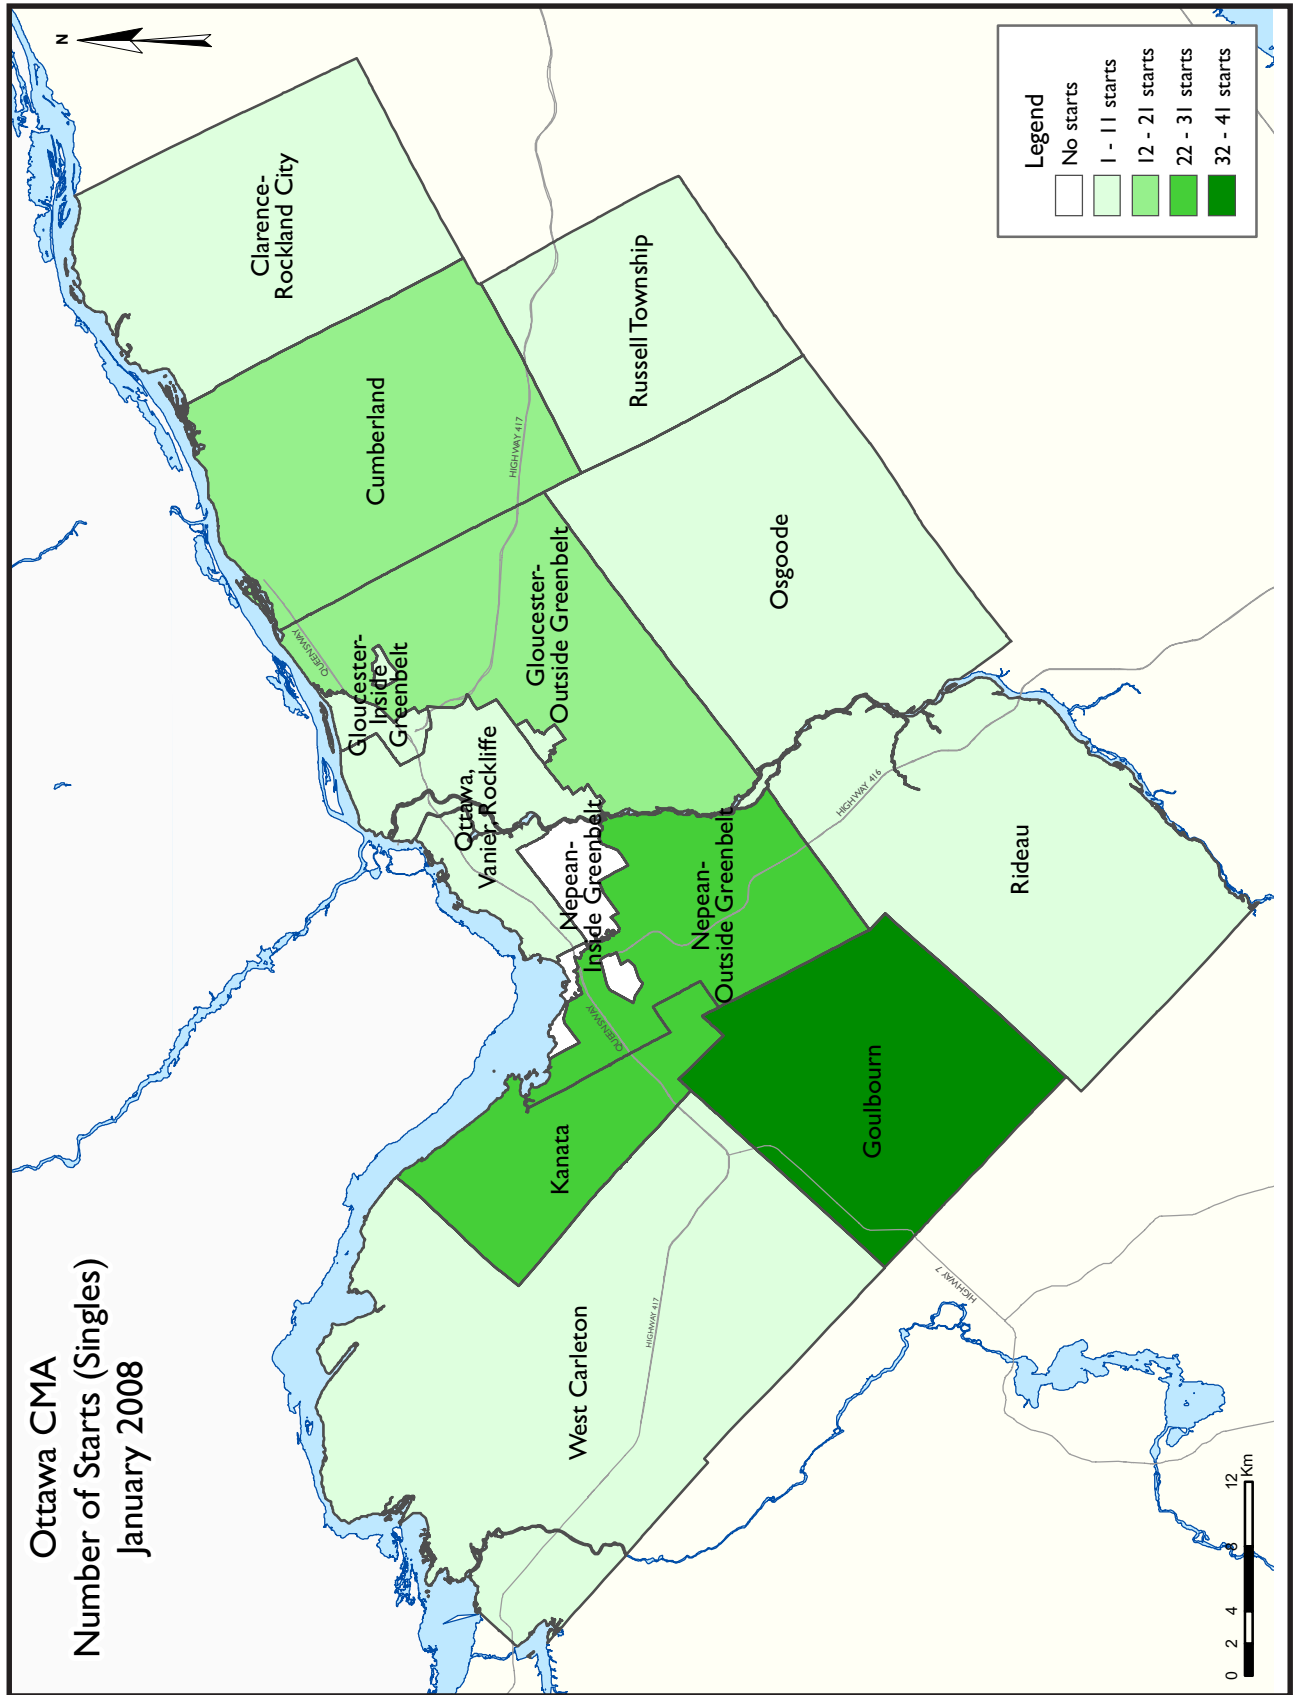 Ottawa CMA
Number of Starts (Singles)
January 2008
N
Clarence-
Rockland City
Cumberland
Russell Township
HIGHWAY 417
Osgoode
Gloucester-
Outside Greenbelt
QUEENSWAY
Gloucester-
Inside
Greenbelt
Ottawa,
Vanier, Rockliffe
Nepean-
Inside Greenbelt
Nepean-
Outside Greenbelt
HIGHWAY 416
Rideau
QUEENSWAY
Goulbourn
Kanata
West Carleton
HIGHWAY 417
HIGHWAY 7
Legend
No starts
1 - 11 starts
12 - 21 starts
22 - 31 starts
32 - 41 starts
0 2 4 8 12
Km